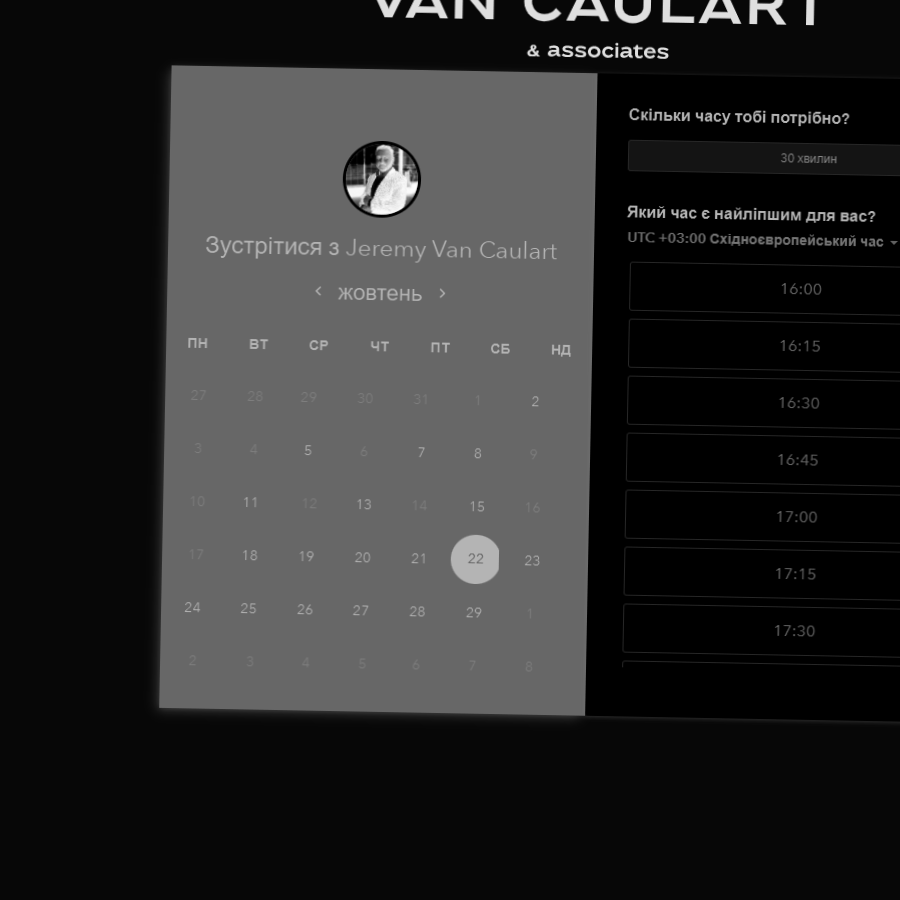 VAN CAULART
& associates
Зустрітися з Jeremy Van Caulart
жовтень
ПН ВТ СР ЧТ ПТ СБ НД
27 28 29 30 31 1 2
3 4 5 6 7 8 9
10 11 12 13 14 15 16
17 18 19 20 21 22 23
24 25 26 27 28 29 1
2 3 4 5 6 7 8
Скільки часу тобі потрібно?
30 хвилин
Який час є найліпшим для вас?
UTC +03:00 Східноєвропейський час
16:00
16:15
16:30
16:45
17:00
17:15
17:30